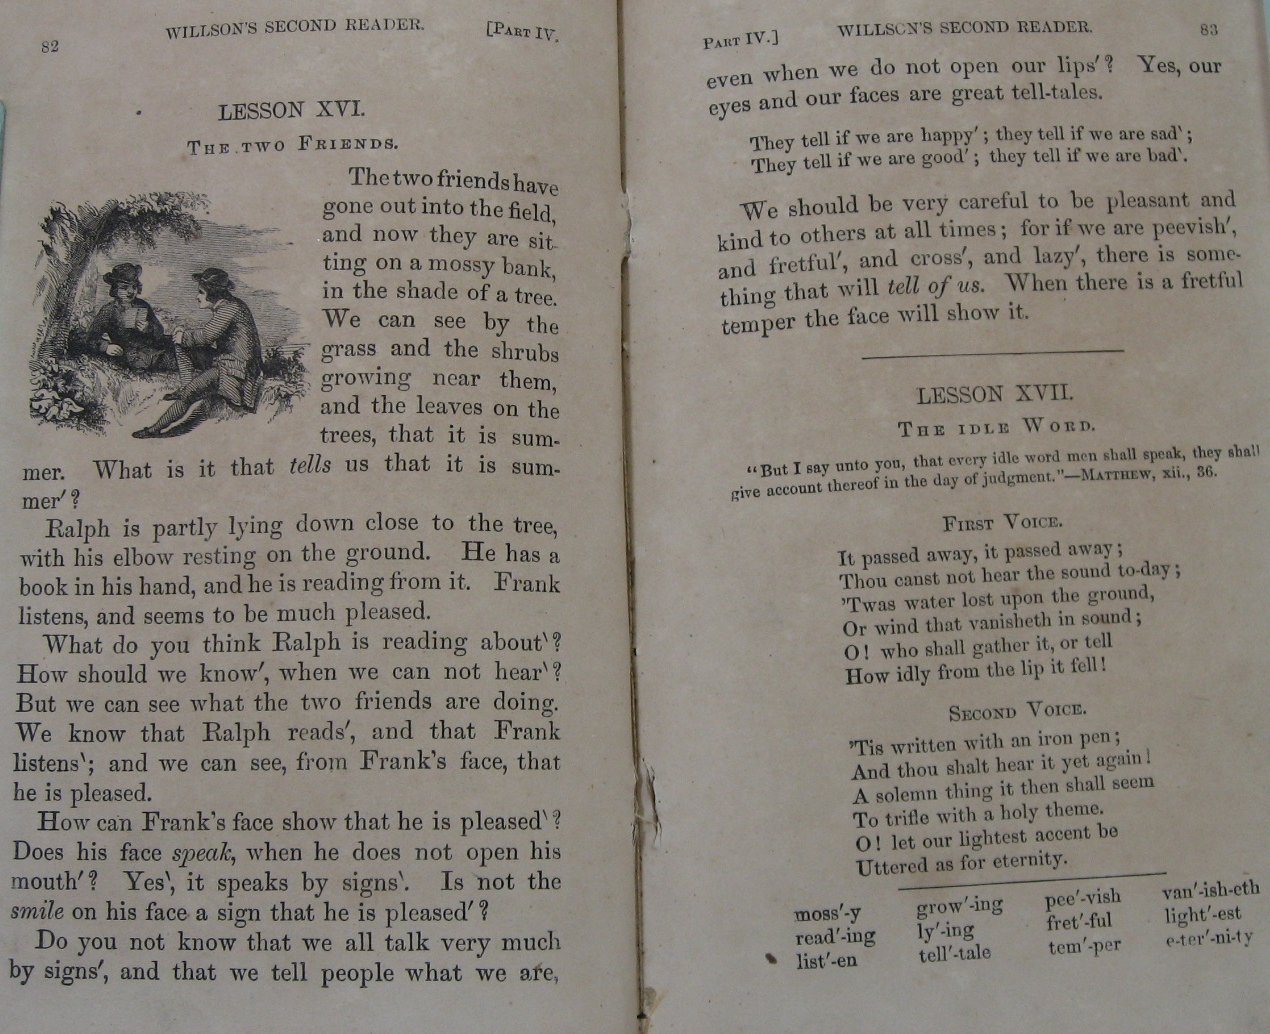 82 WILLSON'S SECOND READER. [PART IV.
LESSON XVI.
THE TWO FRIENDS.
The two friends have
gone out into the field,
and now they are sit-
ting on a mossy bank,
in the shade of a tree.
We can see by the
grass and the shrubs
growing near them,
and the leaves on the
trees, that it is sum-
mer. What is it that tells us that it is sum-
mer′?
Ralph is partly lying down close to the tree,
with his elbow resting on the ground. He has a
book in his hand, and he is reading from it. Frank
listens, and seems to be much pleased.
What do you think Ralph is reading about‵?
How should we know′, when we can not hear‵?
But we can see what the two friends are doing.
We know that Ralph reads′, and that Frank
listens‵; and we can see, from Frank's face, that
he is pleased.
How can Frank's face show that he is pleased‵?
Does his face speak, when he does not open his
mouth′? Yes‵, it speaks by signs‵. Is not the
smile on his face a sign that he is pleased′?
Do you not know that we all talk very much
by signs′, and that we tell people what we are,
PART IV.] WILLSON'S SECOND READER. 83
even when we do not open our lips′? Yes, our
eyes and our faces are great tell-tales.
They tell if we are happy′; they tell if we are sad‵;
They tell if we are good′; they tell if we are bad‵.
We should be very careful to be pleasant and
kind to others at all times; for if we are peevish′,
and fretful′, and cross′, and lazy′, there is some-
thing that will tell of us. When there is a fretful
temper the face will show it.
LESSON XVII.
THE IDLE WORD.
"But I say unto you, that every idle word men shall speak, they shall
give account thereof in the day of judgment."—MATTHEW, xii., 36.
FIRST VOICE.
It passed away, it passed away;
Thou canst not hear the sound to-day;
'Twas water lost upon the ground,
Or wind that vanisheth in sound;
O! who shall gather it, or tell
How idly from the lip it fell!
SECOND VOICE.
'Tis written with an iron pen;
And thou shalt hear it yet again!
A solemn thing it then shall seem
To trifle with a holy theme.
O! let our lightest accent be
Uttered as for eternity.
moss′-y grow′-ing pee′-vish van′-ish-eth
read′-ing ly′-ing fret′-ful light′-est
list′-en tell′-tale tem′-per e-ter′-ni-ty